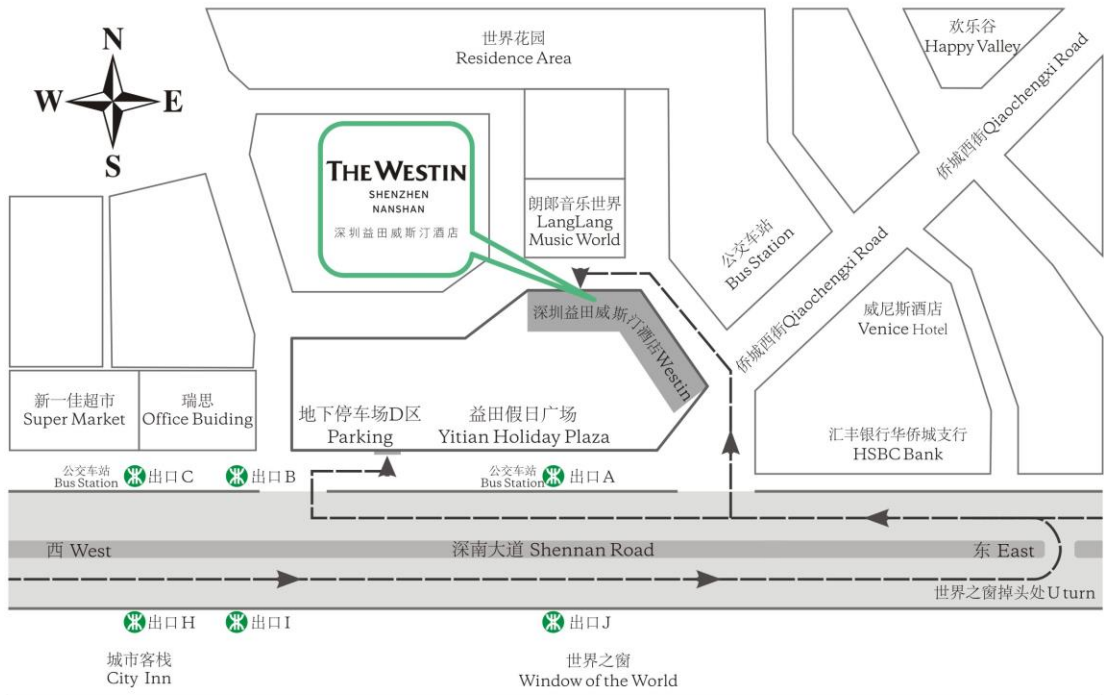 N
W
E
S
世界花园
Residence Area
欢乐谷
Happy Valley
侨城西街Qiaochengxi Road
THE WESTIN
SHENZHEN
NANSHAN
深圳益田威斯汀酒店
朗郎音乐世界
LangLang
Music World
公交车站
Bus Station
侨城西街Qiaochengxi Road
威尼斯酒店
Venice Hotel
深圳益田威斯汀酒店Westin
新一佳超市
Super Market
瑞思
Office Buiding
地下停车场D区
Parking
益田假日广场
Yitian Holiday Plaza
汇丰银行华侨城支行
HSBC Bank
公交车站
Bus Station
出口C
出口B
公交车站
Bus Station
出口A
西 West
深南大道 Shennan Road
东 East
世界之窗掉头处U turn
出口H
出口I
出口J
城市客栈
City Inn
世界之窗
Window of the World